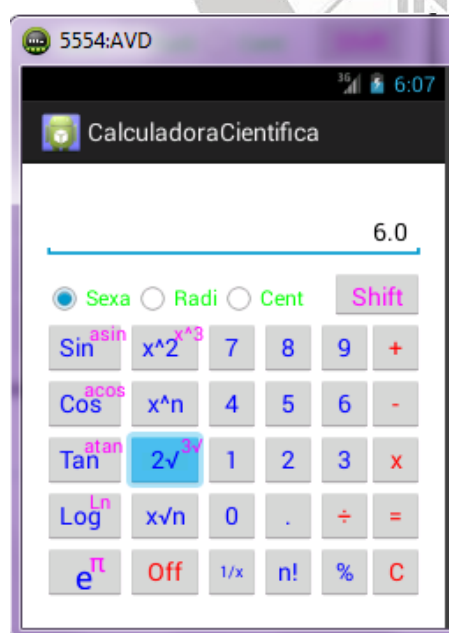 5554:AVD
3G 6:07
CalculadoraCientifica
6.0
Sexa Radi Cent Shift
Sin asin x^2 x^3 7 8 9 +
Cos acos x^n 4 5 6 -
Tan atan 2√ 3√ 1 2 3 x
Log Ln x√n 0 . ÷ =
e π Off 1/x n! % C